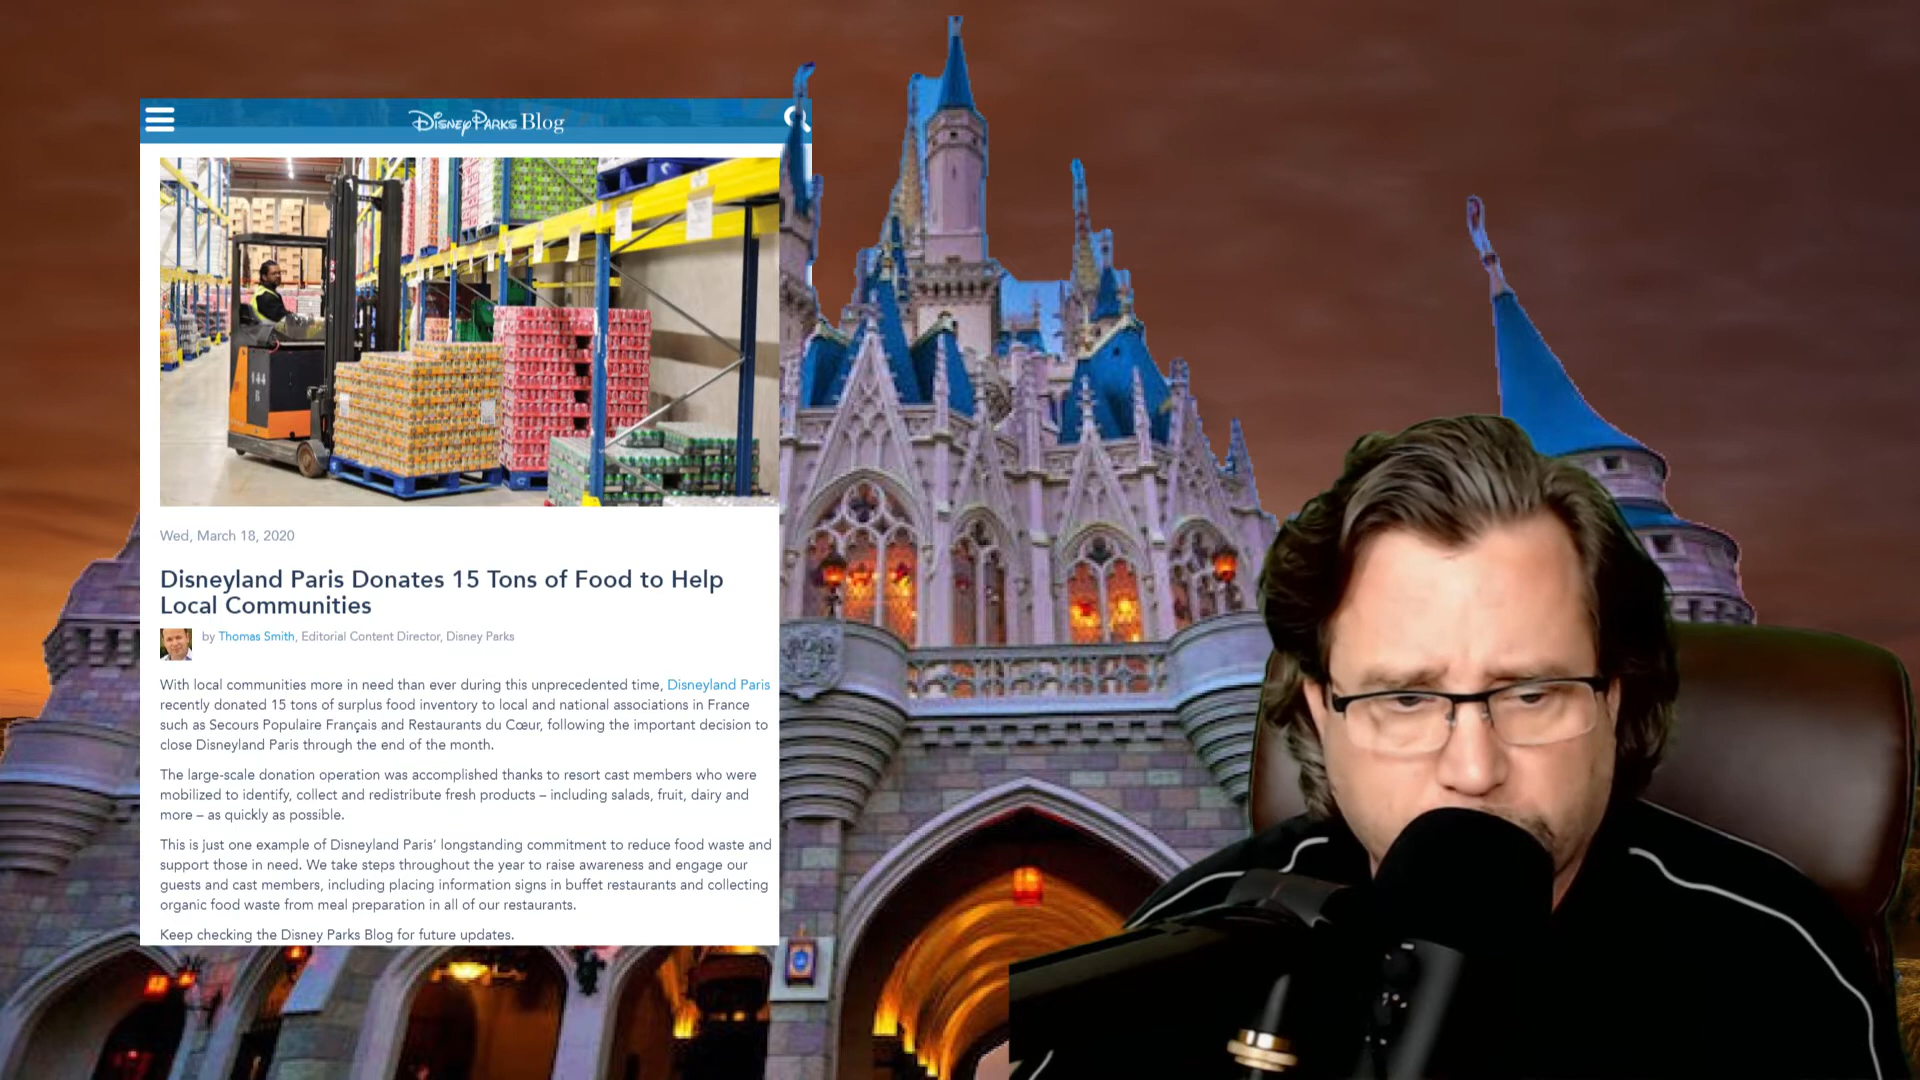 Disney Parks Blog
144
B
Wed, March 18, 2020
Disneyland Paris Donates 15 Tons of Food to Help
Local Communities
by Thomas Smith, Editorial Content Director, Disney Parks
With local communities more in need than ever during this unprecedented time, Disneyland Paris
recently donated 15 tons of surplus food inventory to local and national associations in France
such as Secours Populaire Français and Restaurants du Cœur, following the important decision to
close Disneyland Paris through the end of the month.
The large-scale donation operation was accomplished thanks to resort cast members who were
mobilized to identify, collect and redistribute fresh products – including salads, fruit, dairy and
more – as quickly as possible.
This is just one example of Disneyland Paris’ longstanding commitment to reduce food waste and
support those in need. We take steps throughout the year to raise awareness and engage our
guests and cast members, including placing information signs in buffet restaurants and collecting
organic food waste from meal preparation in all of our restaurants.
Keep checking the Disney Parks Blog for future updates.